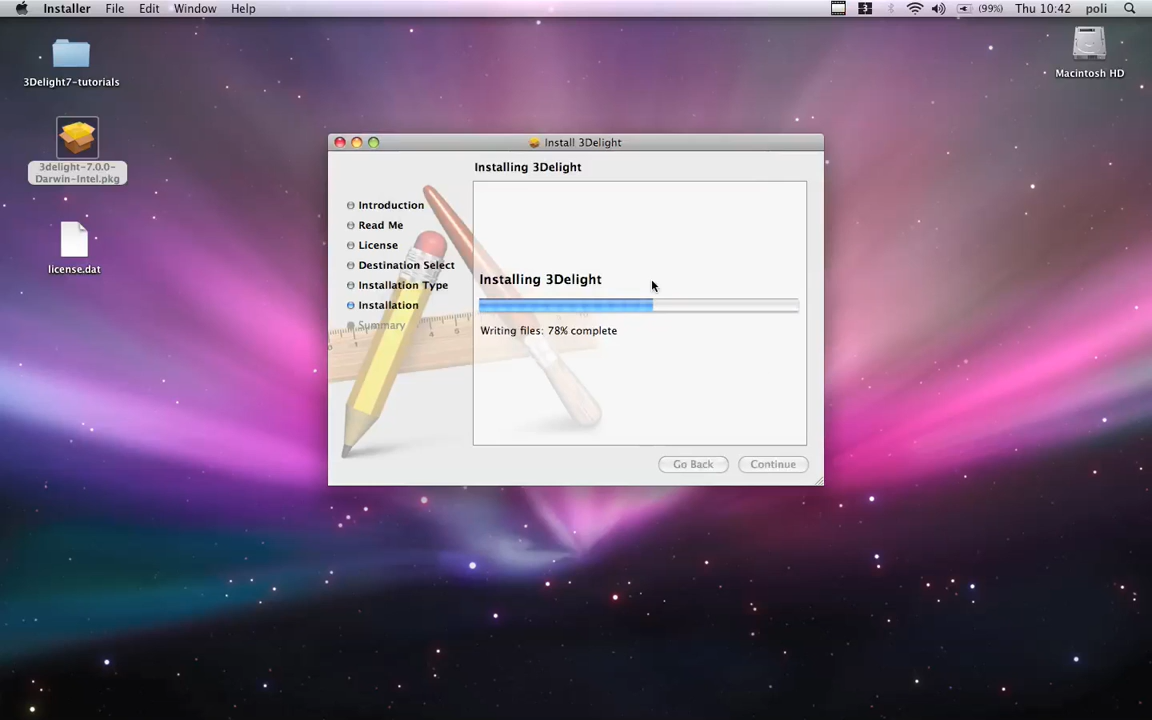 Installer File Edit Window Help (99%) Thu 10:42 poli
3Delight7-tutorials
3delight-7.0.0-
Darwin-Intel.pkg
license.dat
Macintosh HD
Install 3Delight
Installing 3Delight
Introduction
Read Me
License
Destination Select
Installation Type
Installation
Summary
Installing 3Delight
Writing files: 78% complete
Go Back Continue